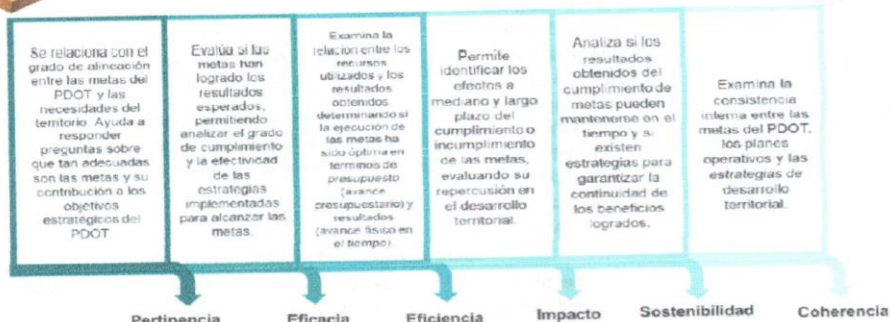 Se relaciona con el
grado de alineación
entre las metas del
PDOT y las
necesidades del
territorio. Ayuda a
responder
preguntas sobre
que tan adecuadas
son las metas y su
contribución a los
objetivos
estratégicos del
PDOT
Evalúa si las
metas han
logrado los
resultados
esperados,
permitiendo
analizar el grado
de cumplimiento
y la efectividad
de las
estrategias
implementadas
para alcanzar las
metas.
Examina la
relación entre los
recursos
utilizados y los
resultados
obtenidos
determinando si
la ejecución de
las metas ha
sido óptima en
términos de
presupuesto
(avance
presupuestario) y
resultados
(avance físico en
el tiempo).
Permite
identificar los
efectos a
mediano y largo
plazo del
cumplimiento o
incumplimiento
de las metas,
evaluando su
repercusión en
el desarrollo
territorial.
Analiza si los
resultados
obtenidos del
cumplimiento de
metas pueden
mantenerse en el
tiempo y si
existen
estrategias para
garantizar la
continuidad de
los beneficios
logrados.
Examina la
consistencia
interna entre las
metas del PDOT,
los planes
operativos y las
estrategias de
desarrollo
territorial.
Pertinencia
Eficacia
Eficiencia
Impacto
Sostenibilidad
Coherencia